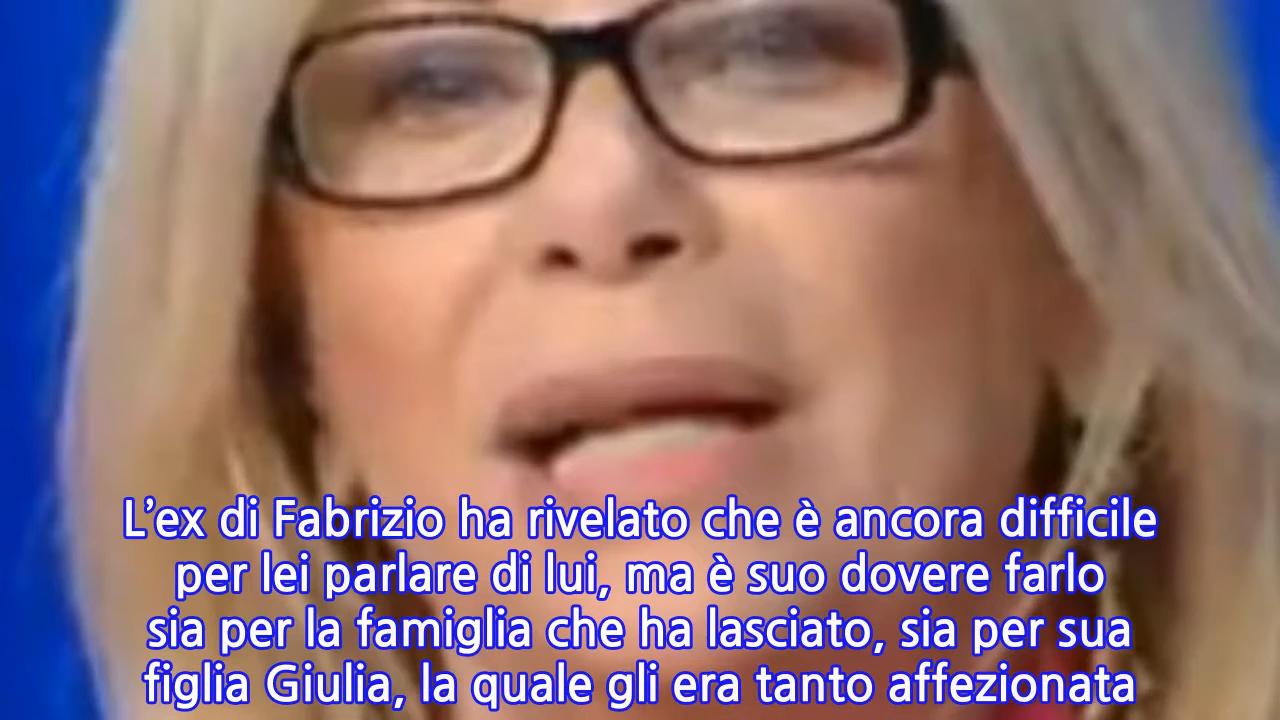 L’ex di Fabrizio ha rivelato che è ancora difficile
per lei parlare di lui, ma è suo dovere farlo
sia per la famiglia che ha lasciato, sia per sua
figlia Giulia, la quale gli era tanto affezionata